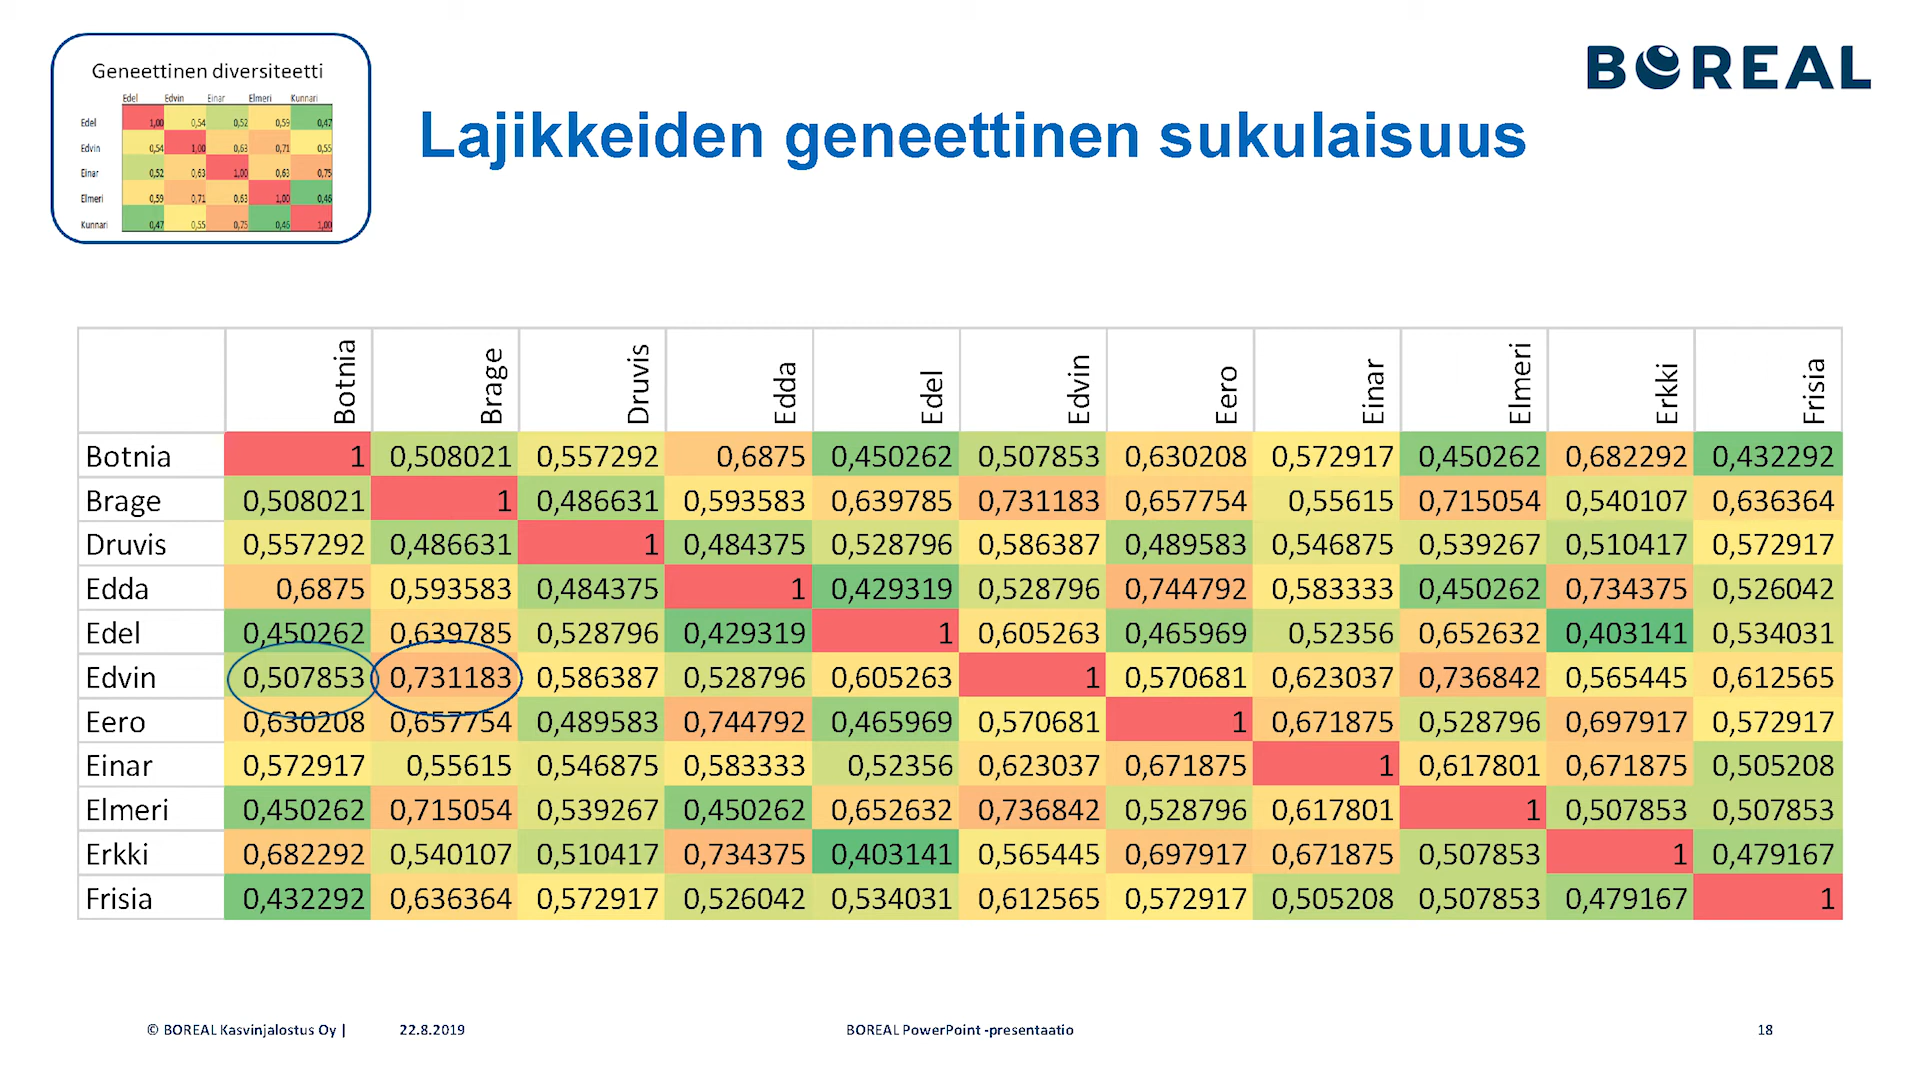 Geneettinen diversiteetti
Edel Edvin Einar Elmeri Kunnari
Edel 1,00 0,54 0,52 0,59 0,47
Edvin 0,54 1,00 0,63 0,71 0,55
Einar 0,52 0,63 1,00 0,63 0,75
Elmeri 0,59 0,71 0,63 1,00 0,46
Kunnari 0,47 0,55 0,75 0,46 1,00
BOREAL
Lajikkeiden geneettinen sukulaisuus
Botnia Brage Druvis Edda Edel Edvin Eero Einar Elmeri Erkki Frisia
Botnia 1 0,508021 0,557292 0,6875 0,450262 0,507853 0,630208 0,572917 0,450262 0,682292 0,432292
Brage 0,508021 1 0,486631 0,593583 0,639785 0,731183 0,657754 0,55615 0,715054 0,540107 0,636364
Druvis 0,557292 0,486631 1 0,484375 0,528796 0,586387 0,489583 0,546875 0,539267 0,510417 0,572917
Edda 0,6875 0,593583 0,484375 1 0,429319 0,528796 0,744792 0,583333 0,450262 0,734375 0,526042
Edel 0,450262 0,639785 0,528796 0,429319 1 0,605263 0,465969 0,52356 0,652632 0,403141 0,534031
Edvin 0,507853 0,731183 0,586387 0,528796 0,605263 1 0,570681 0,623037 0,736842 0,565445 0,612565
Eero 0,630208 0,657754 0,489583 0,744792 0,465969 0,570681 1 0,671875 0,528796 0,697917 0,572917
Einar 0,572917 0,55615 0,546875 0,583333 0,52356 0,623037 0,671875 1 0,617801 0,671875 0,505208
Elmeri 0,450262 0,715054 0,539267 0,450262 0,652632 0,736842 0,528796 0,617801 1 0,507853 0,507853
Erkki 0,682292 0,540107 0,510417 0,734375 0,403141 0,565445 0,697917 0,671875 0,507853 1 0,479167
Frisia 0,432292 0,636364 0,572917 0,526042 0,534031 0,612565 0,572917 0,505208 0,507853 0,479167 1
© BOREAL Kasvinjalostus Oy | 22.8.2019 BOREAL PowerPoint -presentaatio 18